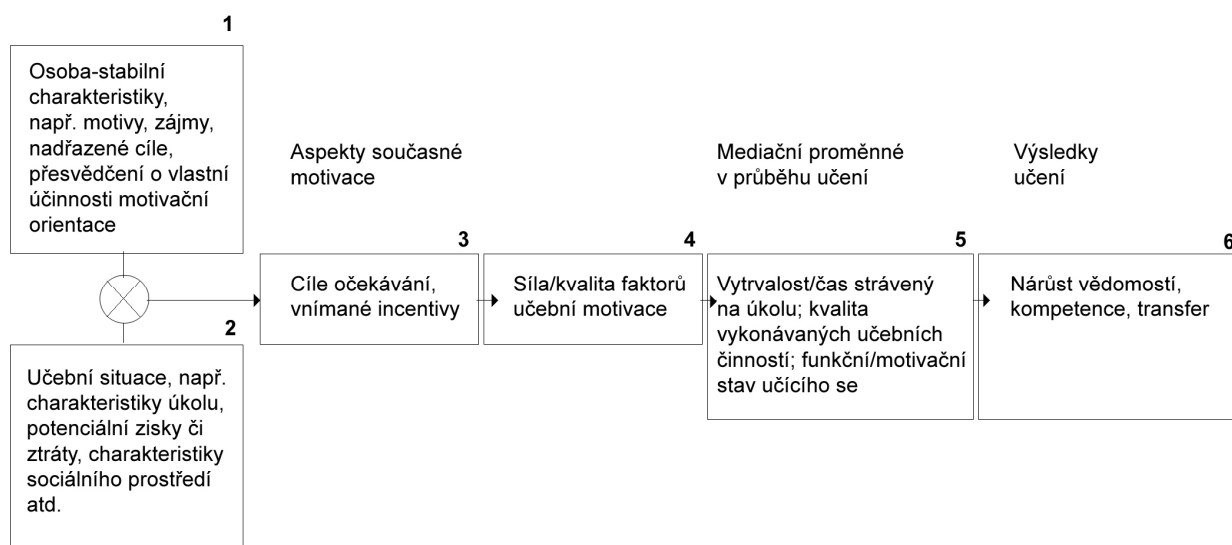 1
Osoba-stabilní
charakteristiky,
např. motivy, zájmy,
nadřazené cíle,
přesvědčení o vlastní
účinnosti motivační
orientace
2
Učební situace, např.
charakteristiky úkolu,
potenciální zisky či
ztráty, charakteristiky
sociálního prostředí
atd.
Aspekty současné
motivace
3
Cíle očekávání,
vnímané incentivy
4
Síla/kvalita faktorů
učební motivace
Mediační proměnné
v průběhu učení
5
Vytrvalost/čas strávený
na úkolu; kvalita
vykonávaných učebních
činností; funkční/motivační
stav učícího se
Výsledky
učení
6
Nárůst vědomostí,
kompetence, transfer